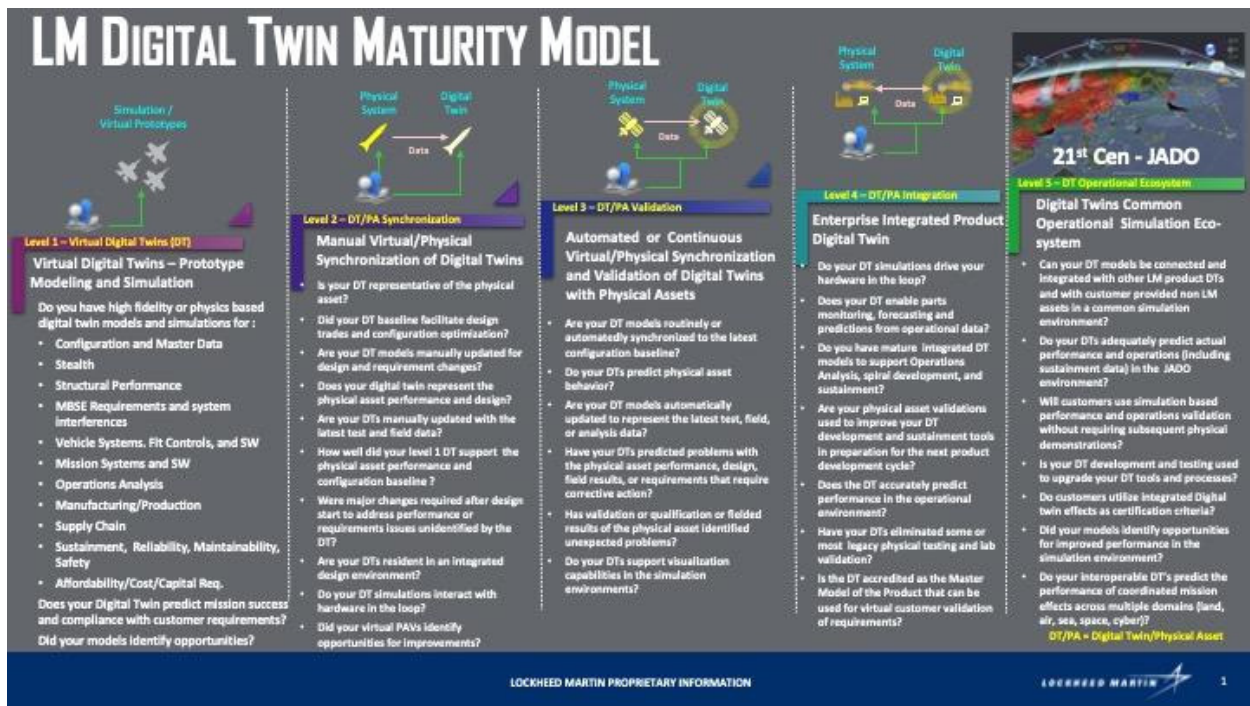 LM DIGITAL TWIN MATURITY MODEL
Simulation /
Virtual Prototypes
Level 1 – Virtual Digital Twins (DT)
Virtual Digital Twins – Prototype
Modeling and Simulation
Do you have high fidelity or physics based
digital twin models and simulations for :
• Configuration and Master Data
• Stealth
• Structural Performance
• MBSE Requirements and system
interferences
• Vehicle Systems. Flt Controls, and SW
• Mission Systems and SW
• Operations Analysis
• Manufacturing/Production
• Supply Chain
• Sustainment, Reliability, Maintainability,
Safety
• Affordability/Cost/Capital Req.
Does your Digital Twin predict mission success
and compliance with customer requirements?
Did your models identify opportunities?
Physical
System
Digital
Twin
Data
Level 2 – DT/PA Synchronization
Manual Virtual/Physical
Synchronization of Digital Twins
• Is your DT representative of the physical
asset?
• Did your DT baseline facilitate design
trades and configuration optimization?
• Are your DT models manually updated for
design and requirement changes?
• Does your digital twin represent the
physical asset performance and design?
• Are your DTs manually updated with the
latest test and field data?
• How well did your level 1 DT support the
physical asset performance and
configuration baseline ?
• Were major changes required after design
start to address performance or
requirements issues unidentified by the
DT?
• Are your DTs resident in an integrated
design environment?
• Do your DT simulations interact with
hardware in the loop?
• Did your virtual PAVs identify
opportunities for improvements?
Physical
System
Digital
Twin
Data
Level 3 – DT/PA Validation
Automated or Continuous
Virtual/Physical Synchronization
and Validation of Digital Twins
with Physical Assets
• Are your DT models routinely or
automatedly synchronized to the latest
configuration baseline?
• Do your DTs predict physical asset
behavior?
• Are your DT models automatically
updated to represent the latest test, field,
or analysis data?
• Have your DTs predicted problems with
the physical asset performance, design,
field results, or requirements that require
corrective action?
• Has validation or qualification or fielded
results of the physical asset identified
unexpected problems?
• Do your DTs support visualization
capabilities in the simulation
environments?
Physical
System
Digital
Twin
Data
Level 4 – DT/PA Integration
Enterprise Integrated Product
Digital Twin
• Do your DT simulations drive your
hardware in the loop?
• Does your DT enable parts
monitoring, forecasting and
predictions from operational data?
• Do you have mature integrated DT
models to support Operations
Analysis, spiral development, and
sustainment?
• Are your physical asset validations
used to improve your DT
development and sustainment tools
in preparation for the next product
development cycle?
• Does the DT accurately predict
performance in the operational
environment?
• Have your DTs eliminated some or
most legacy physical testing and lab
validation?
• Is the DT accredited as the Master
Model of the Product that can be
used for virtual customer validation
of requirements?
21st Cen - JADO
Level 5 – DT Operational Ecosystem
Digital Twins Common
Operational Simulation Eco-
system
• Can your DT models be connected and
integrated with other LM product DTs
and with customer provided non LM
assets in a common simulation
environment?
• Do your DTs adequately predict actual
performance and operations (including
sustainment data) in the JADO
environment?
• Will customers use simulation based
performance and operations validation
without requiring subsequent physical
demonstrations?
• Is your DT development and testing used
to upgrade your DT tools and processes?
• Do customers utilize integrated Digital
twin effects as certification criteria?
• Did your models identify opportunities
for improved performance in the
simulation environment?
• Do your interoperable DT's predict the
performance of coordinated mission
effects across multiple domains (land,
air, sea, space, cyber)?
DT/PA = Digital Twin/Physical Asset
LOCKHEED MARTIN PROPRIETARY INFORMATION
LOCKHEED MARTIN
1